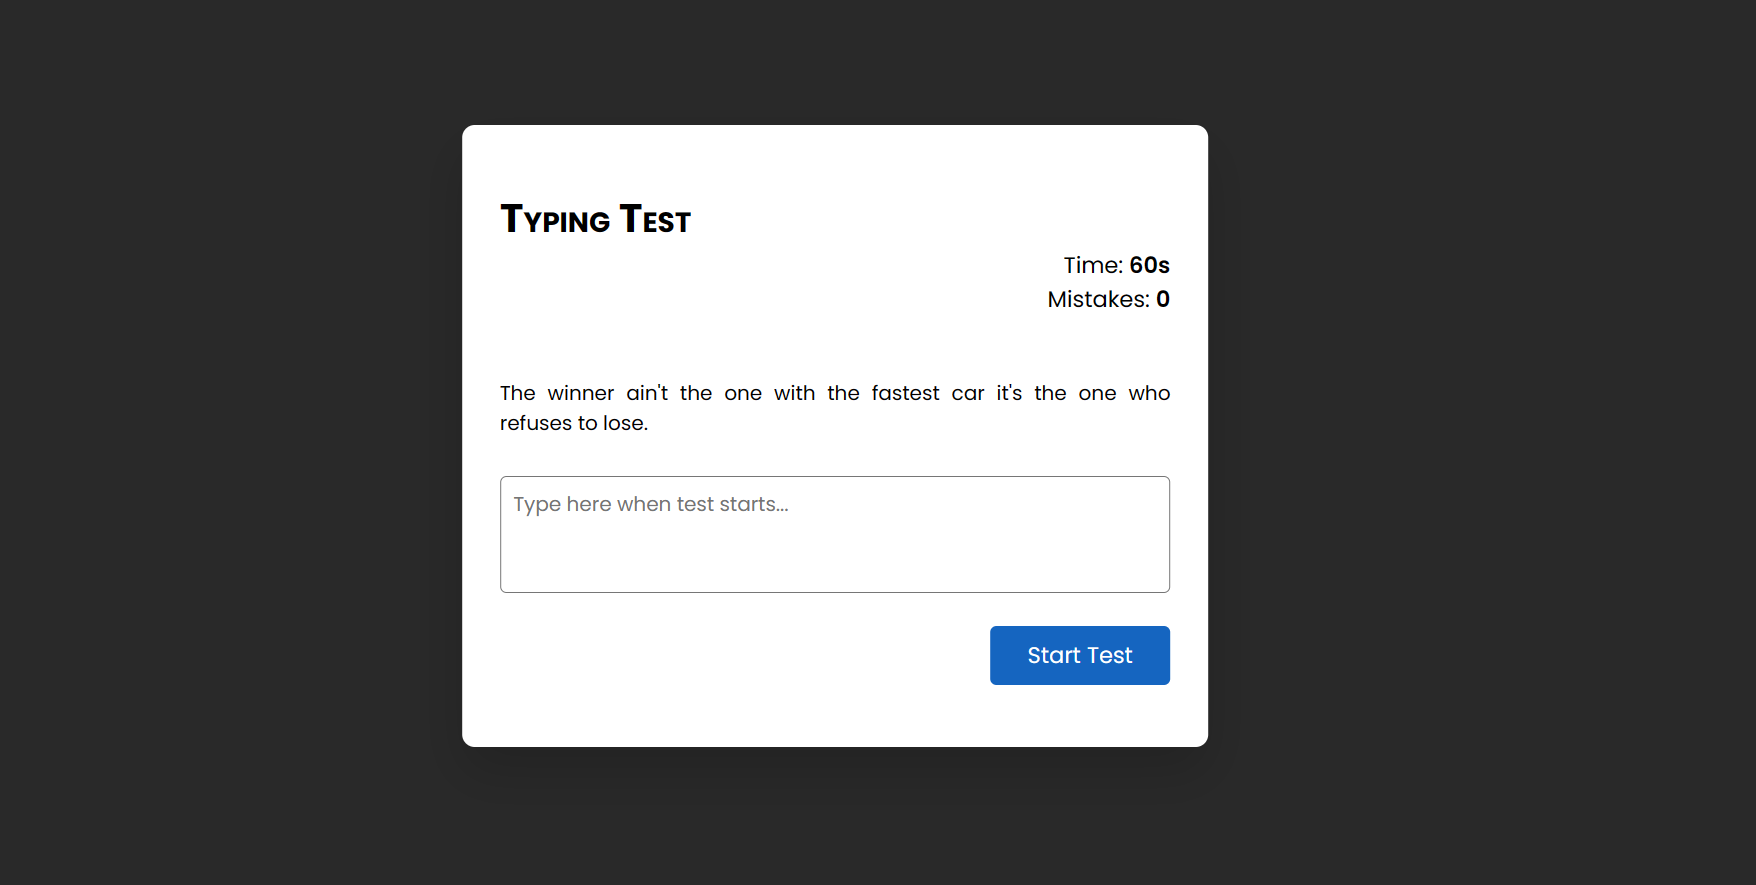 Typing Test
Time: 60s
Mistakes: 0
The winner ain't the one with the fastest car it's the one who
refuses to lose.
Type here when test starts...
Start Test